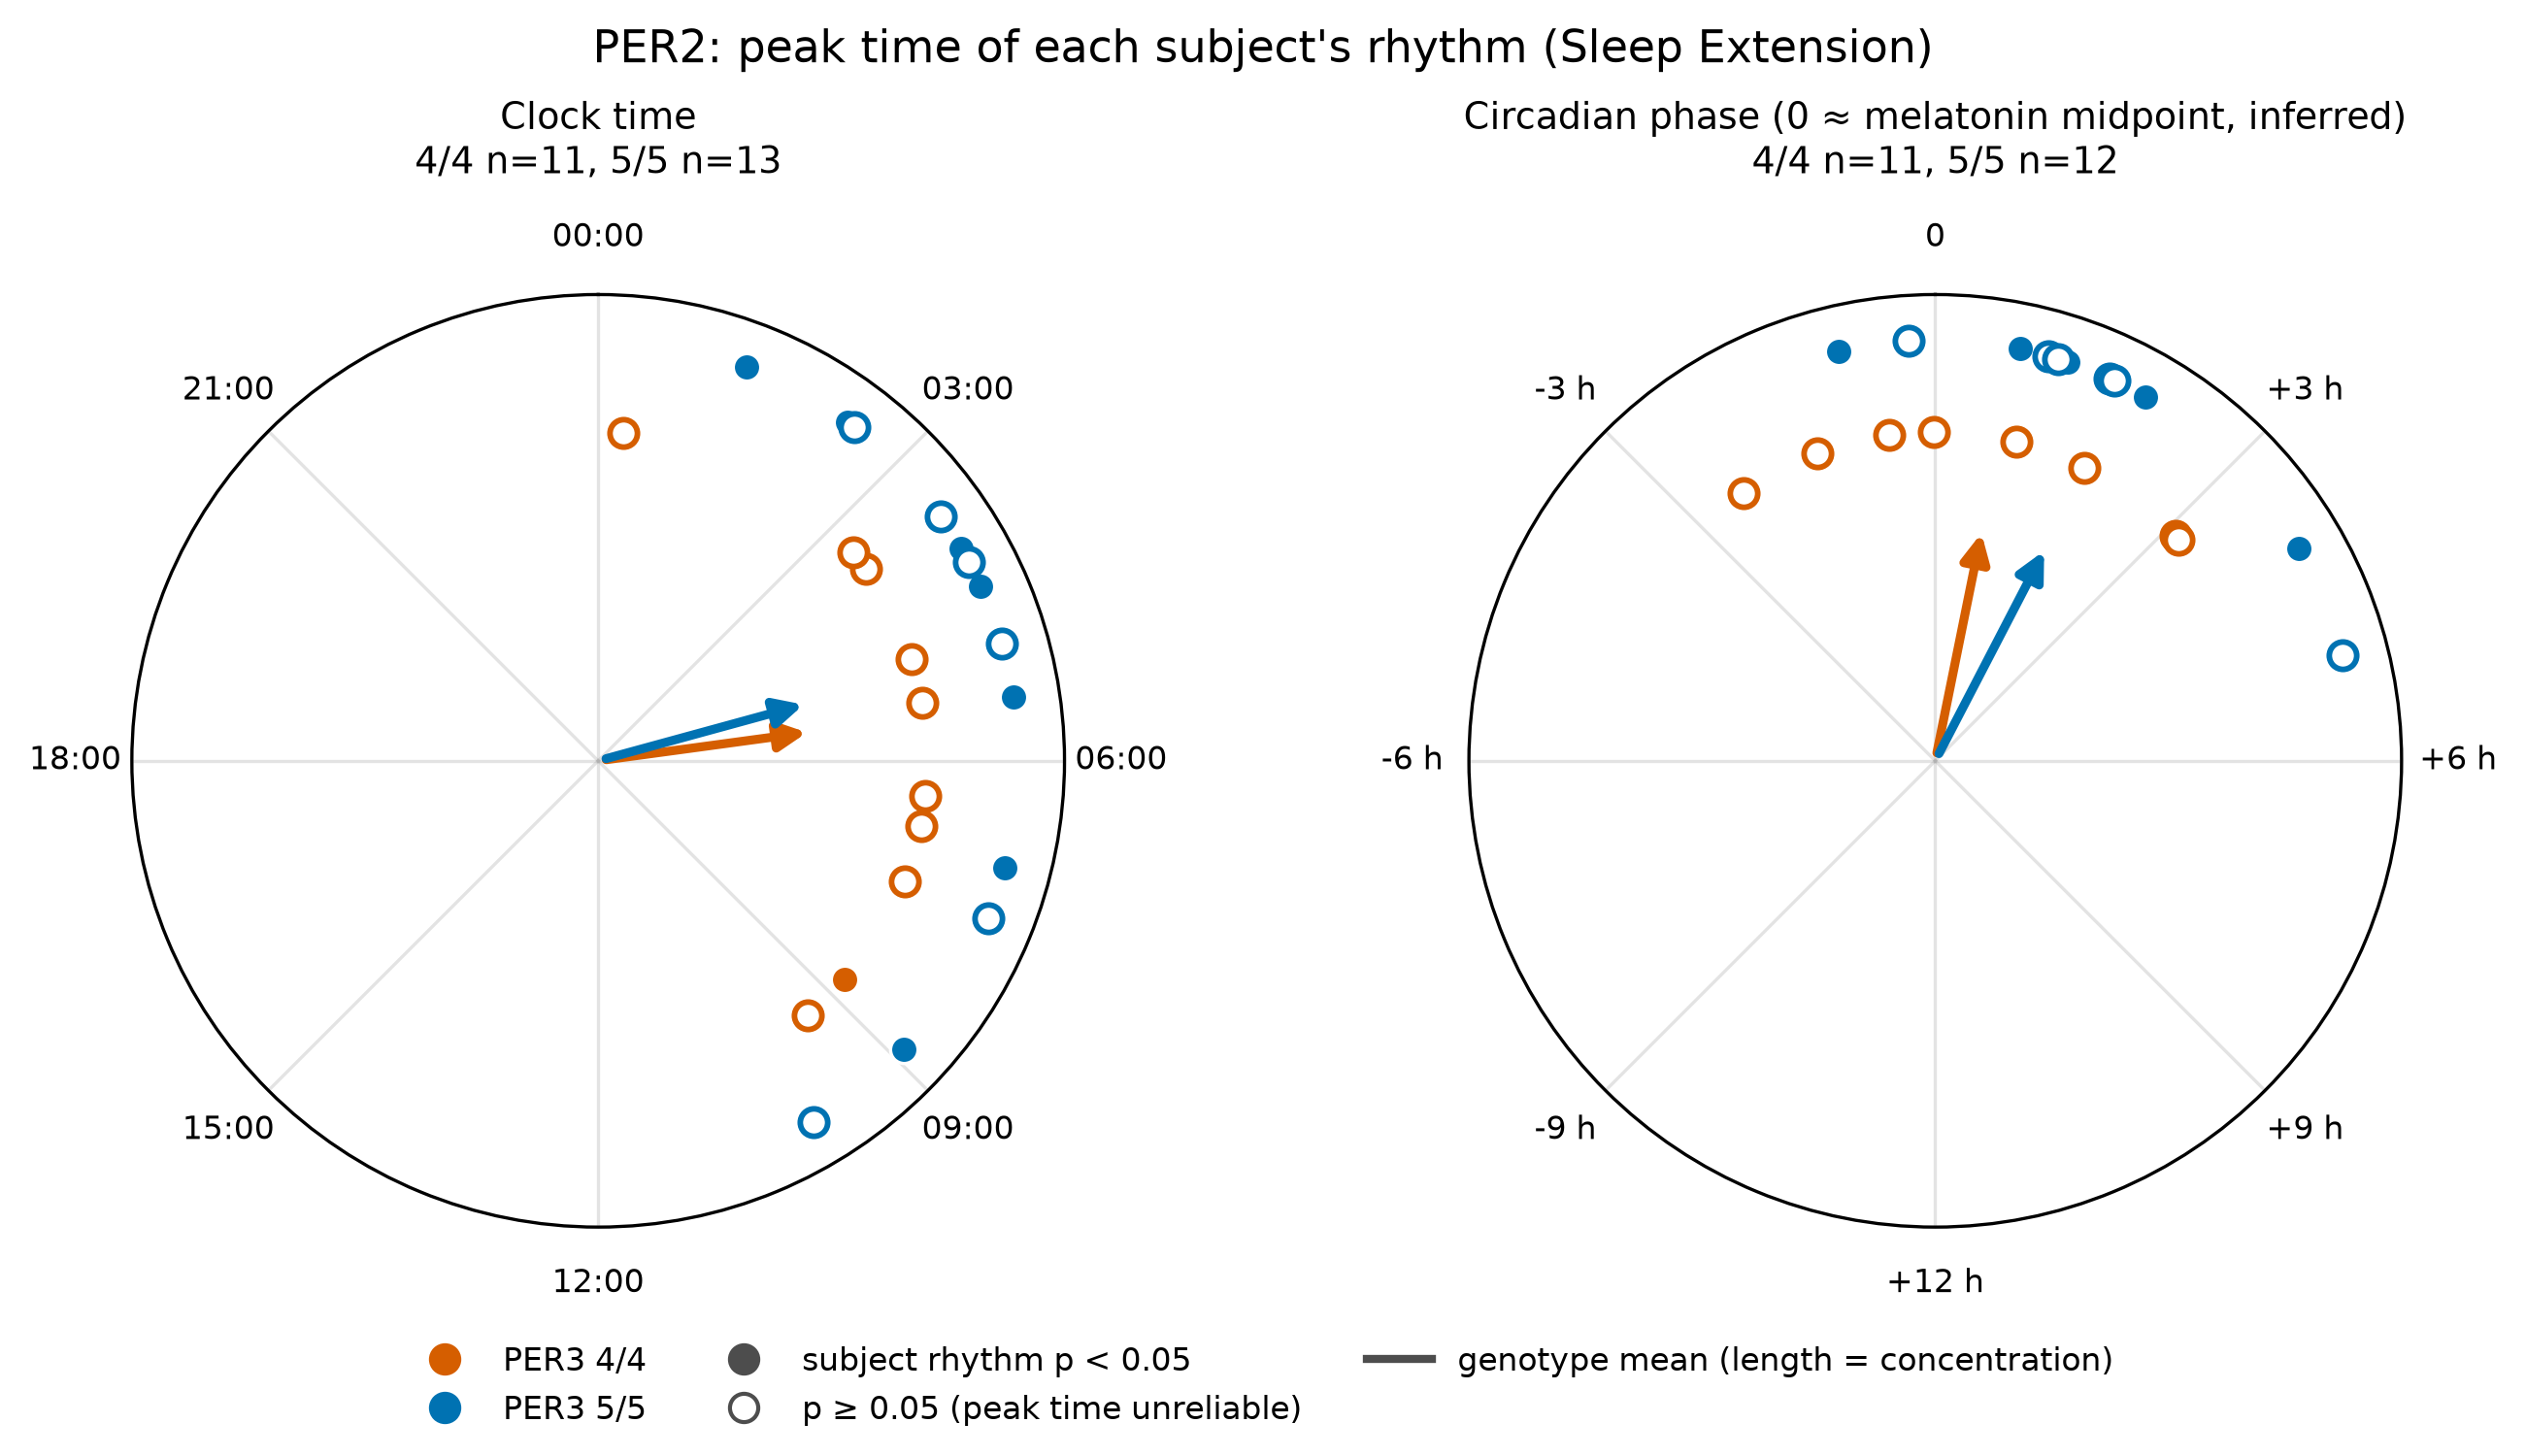 PER2: peak time of each subject's rhythm (Sleep Extension)
Clock time
4/4 n=11, 5/5 n=13
00:00
03:00
06:00
09:00
12:00
15:00
18:00
21:00
Circadian phase (0 ≈ melatonin midpoint, inferred)
4/4 n=11, 5/5 n=12
0
+3 h
+6 h
+9 h
+12 h
-9 h
-6 h
-3 h
PER3 4/4
PER3 5/5
subject rhythm p < 0.05
p ≥ 0.05 (peak time unreliable)
genotype mean (length = concentration)